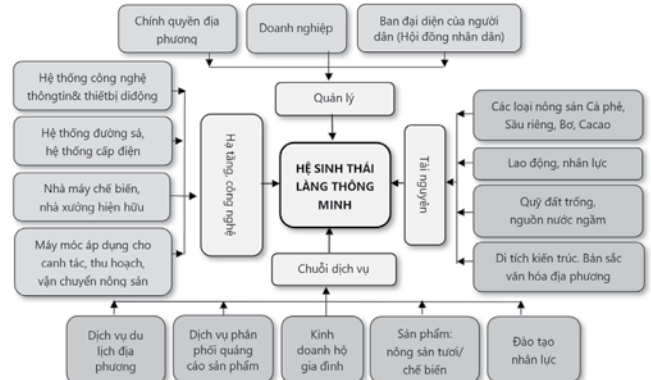 Chính quyền địa
phương
Doanh nghiệp
Ban đại diện của người
dân (Hội đồng nhân dân)
Quản lý
Hệ thống công nghệ
thôngtin& thiếtbị diđộng
Hệ thống đường sá,
hệ thống cấp điện
Nhà máy chế biến,
nhà xưởng hiện hữu
Máy móc áp dụng cho
canh tác, thu hoạch,
vận chuyển nông sản
Hạ tầng, công nghệ
HỆ SINH THÁI
LÀNG THÔNG
MINH
Tài nguyên
Các loại nông sản Cà phê,
Sầu riêng, Bơ, Cacao
Lao động, nhân lực
Quỹ đất trống,
nguồn nước ngầm
Di tích kiến trúc. Bản sắc
văn hóa địa phương
Chuỗi dịch vụ
Dịch vụ du
lịch địa
phương
Dịch vụ phân
phối quảng
cáo sản phẩm
Kinh
doanh hộ
gia đình
Sản phẩm:
nông sản tươi/
chế biến
Đào tạo
nhân lực